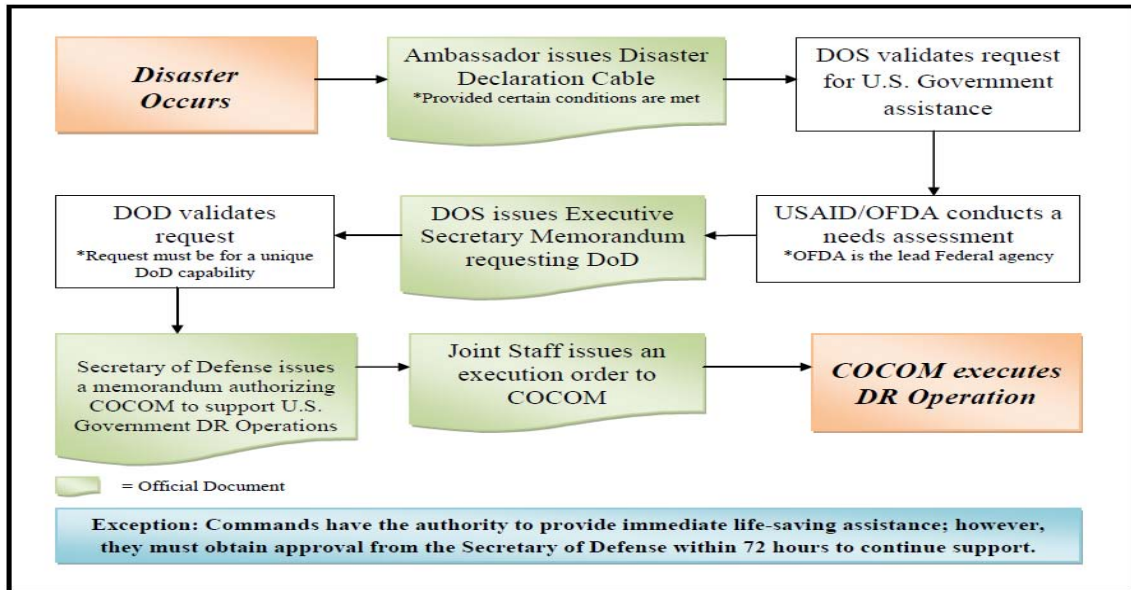 Disaster
Occurs
Ambassador issues Disaster
Declaration Cable
*Provided certain conditions are met
DOS validates request
for U.S. Government
assistance
DOD validates
request
*Request must be for a unique
DoD capability
DOS issues Executive
Secretary Memorandum
requesting DoD
USAID/OFDA conducts a
needs assessment
*OFDA is the lead Federal agency
Secretary of Defense issues
a memorandum authorizing
COCOM to support U.S.
Government DR Operations
Joint Staff issues an
execution order to
COCOM
COCOM executes
DR Operation
= Official Document
Exception: Commands have the authority to provide immediate life-saving assistance; however,
they must obtain approval from the Secretary of Defense within 72 hours to continue support.